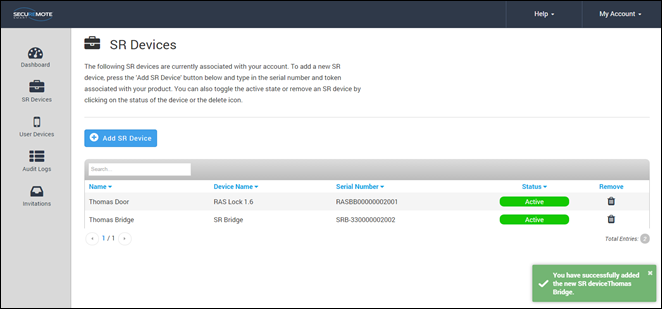 SECUREMOTE
SMART
Help
My Account
SR Devices
Dashboard
SR Devices
User Devices
Audit Logs
Invitations
The following SR devices are currently associated with your account. To add a new SR
device, press the 'Add SR Device' button below and type in the serial number and token
associated with your product. You can also toggle the active state or remove an SR device by
clicking on the status of the device or the delete icon.
Add SR Device
Search
Name Device Name Serial Number Status Remove
Thomas Door RAS Lock 1.6 RASBB00000002001 Active
Thomas Bridge SR Bridge SRB-330000002002 Active
1 / 1
Total Entries: 2
You have successfully added
the new SR deviceThomas
Bridge.